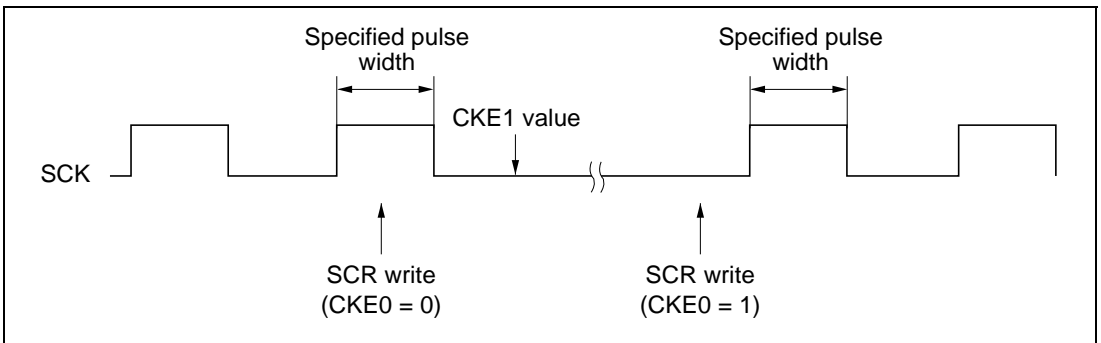 Specified pulse
width
Specified pulse
width
CKE1 value
SCK
SCR write
(CKE0 = 0)
SCR write
(CKE0 = 1)